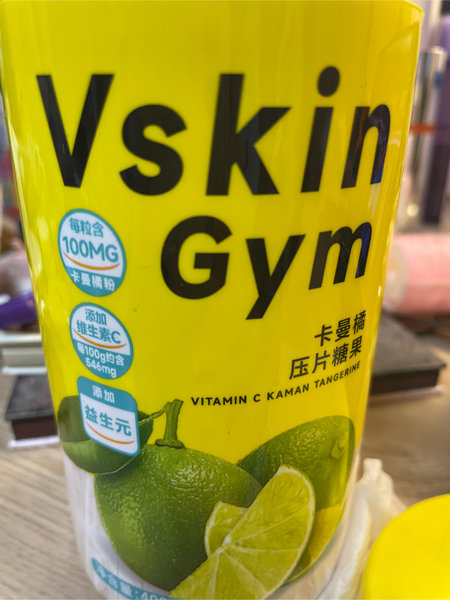 Vskin
Gym
每粒含
100MG
卡曼橘粉
添加
维生素C
每100g约含
546mg
添加
益生元
卡曼橘
压片糖果
VITAMIN C KAMAN TANGERINE